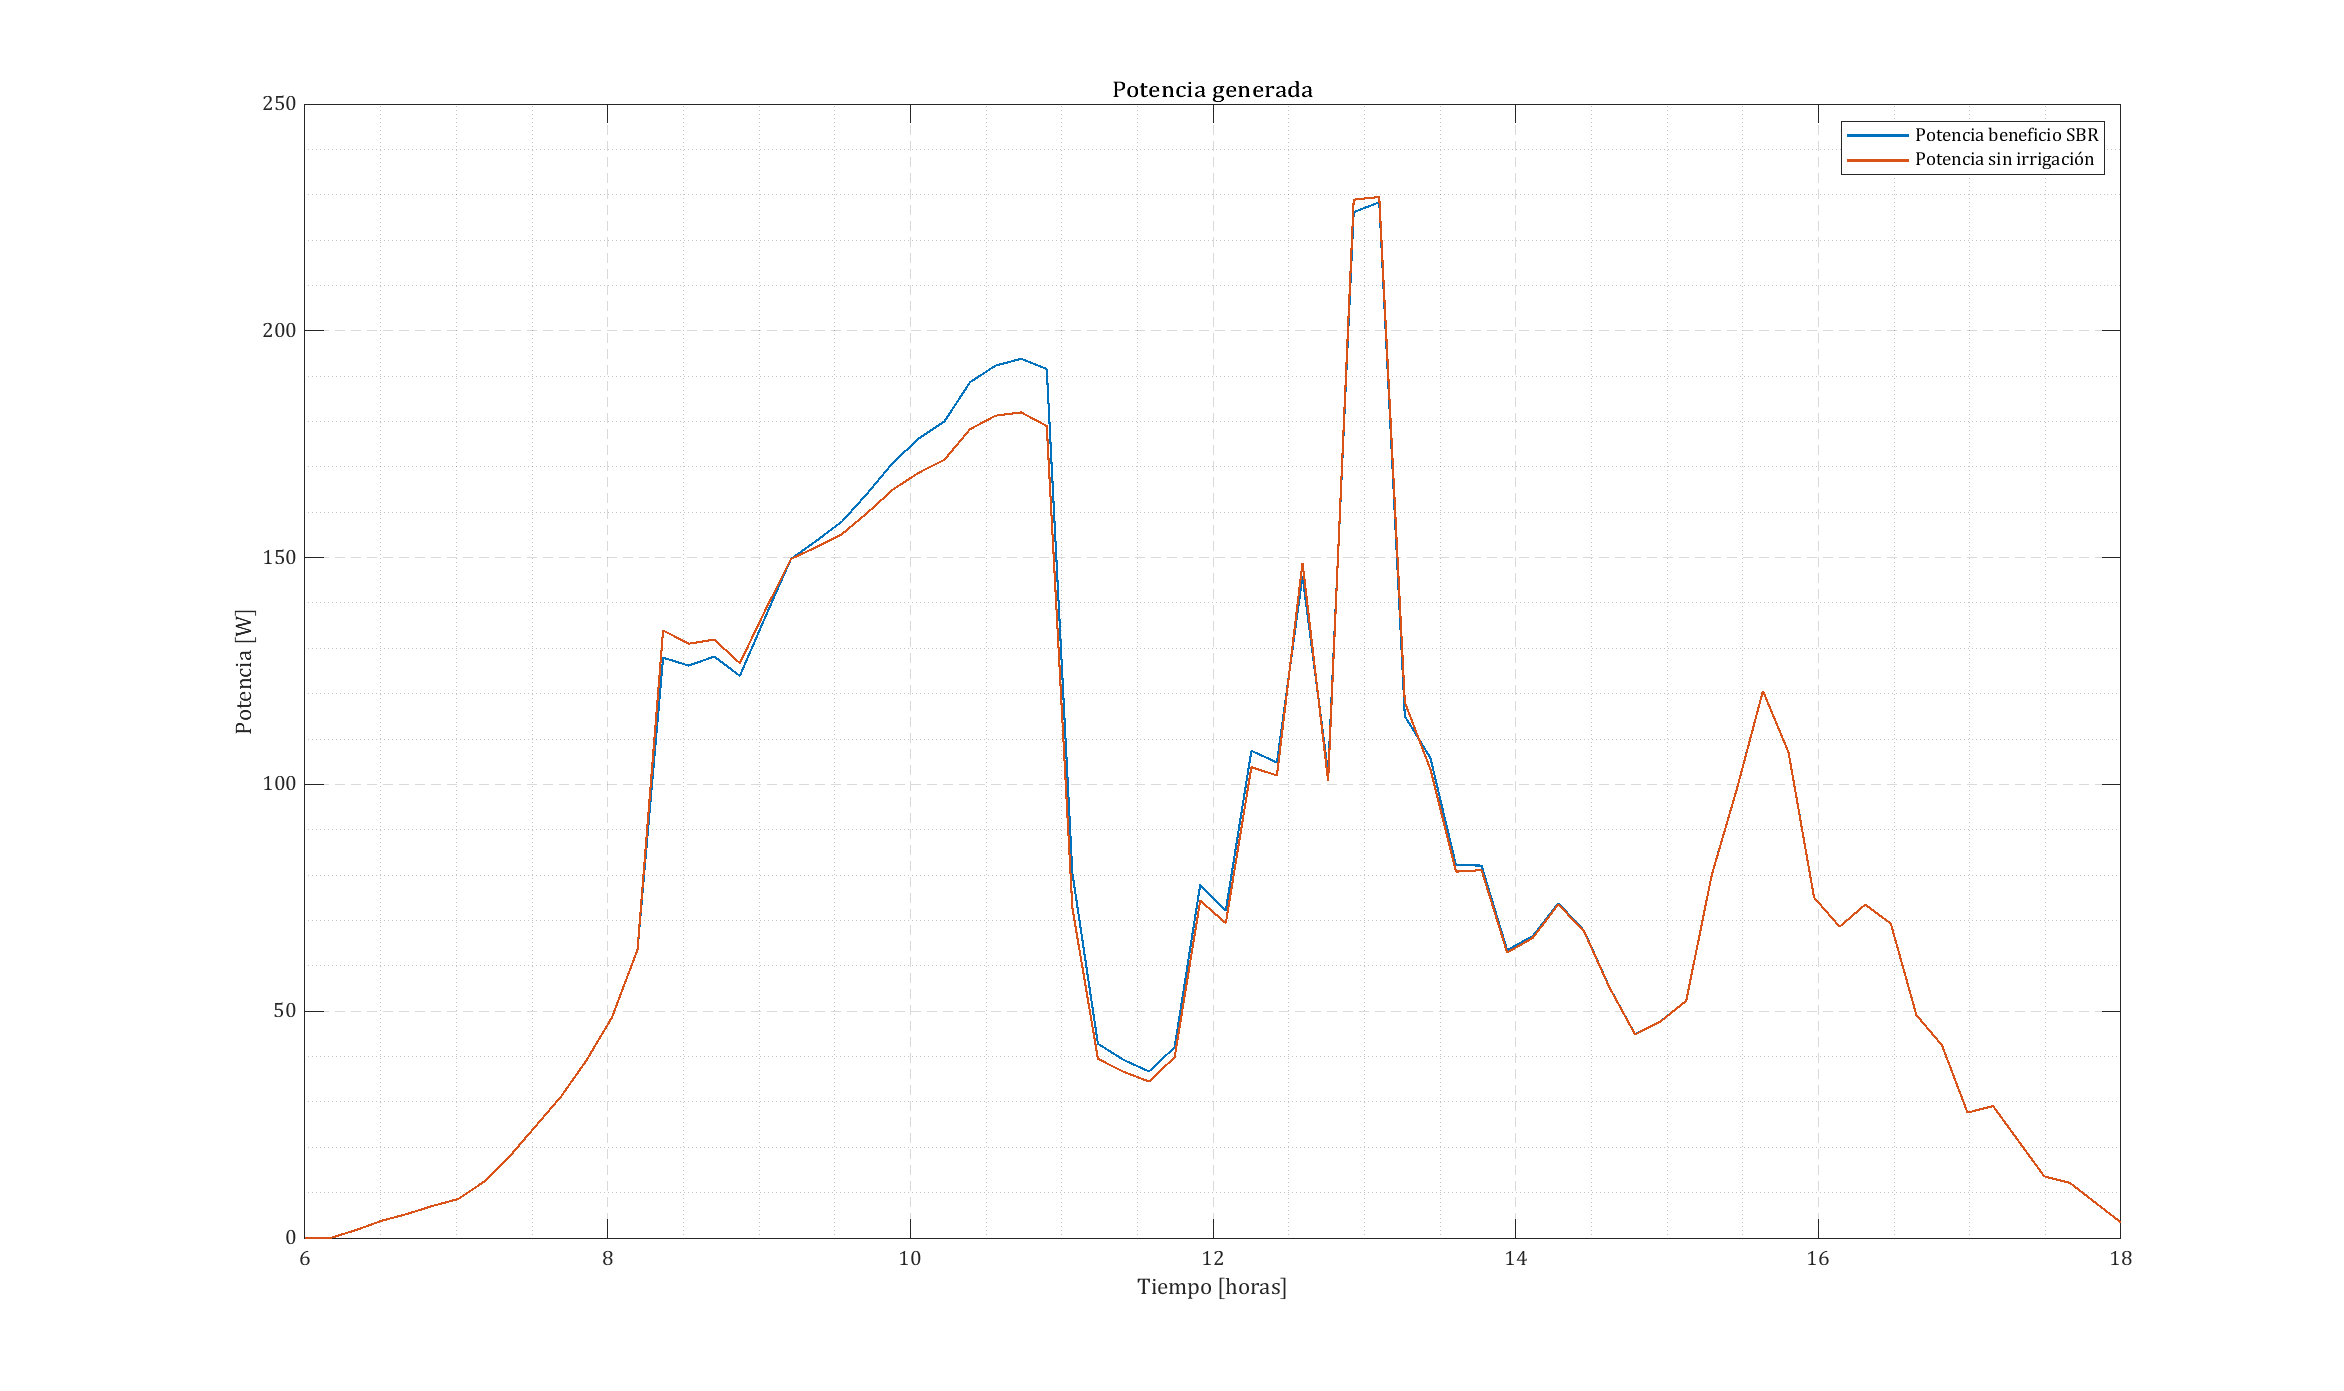 Potencia generada
250
200
150
100
50
0
Potencia [W]
Potencia beneficio SBR
Potencia sin irrigación
6 8 10 12 14 16 18
Tiempo [horas]